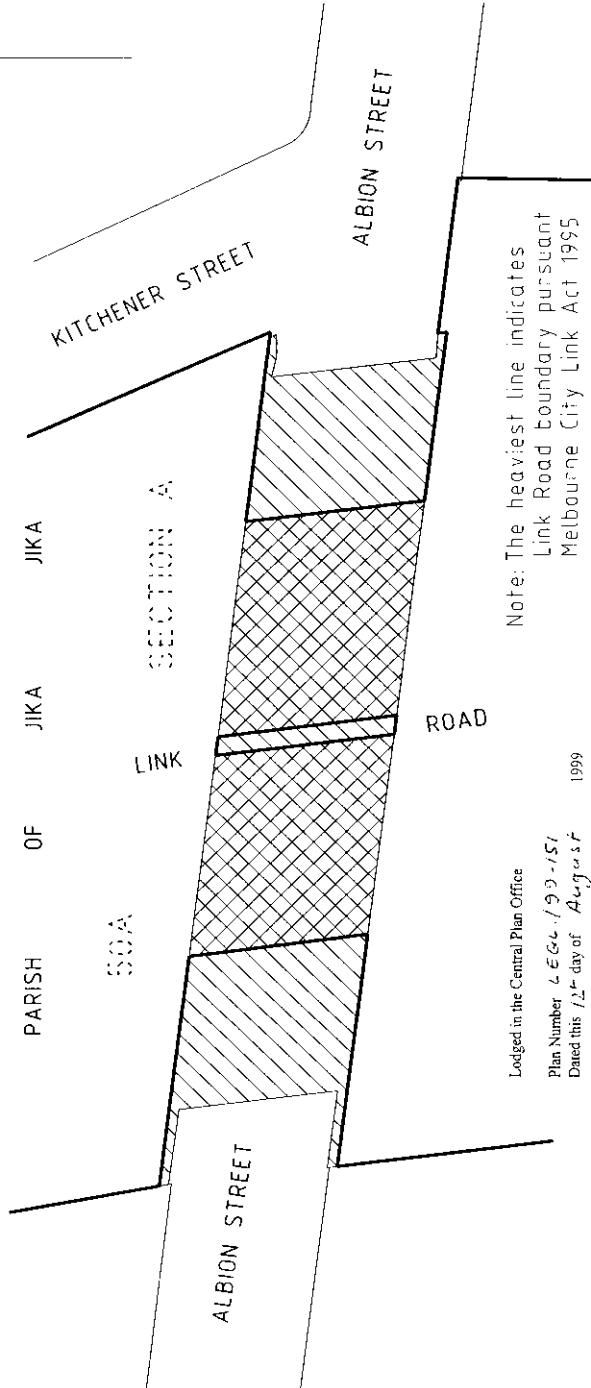 PARISH OF JIKA JIKA
50A
SECTION A
KITCHENER STREET
ALBION STREET
LINK
ROAD
ALBION STREET
Note: The heaviest line indicates
Link Road boundary pursuant
Melbourne City Link Act 1995
Lodged in the Central Plan Office
Plan Number LEGL./99-151
Dated this 12th day of August 1999